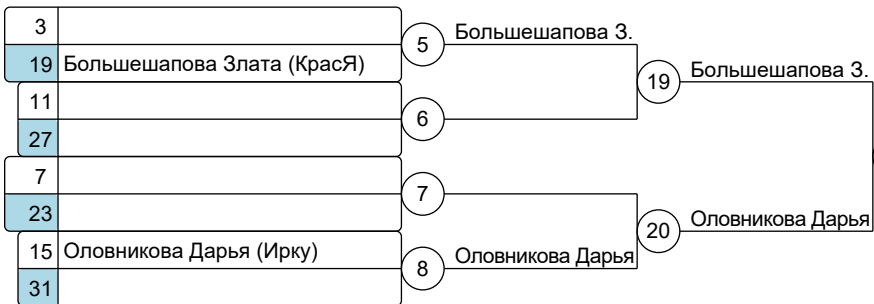 3
19 Большешапова Злата (КрасЯ)
5 Большешапова З.
11
27
6
19 Большешапова З.
7
23
7
15 Оловникова Дарья (Ирку)
31
8 Оловникова Дарья
20 Оловникова Дарья